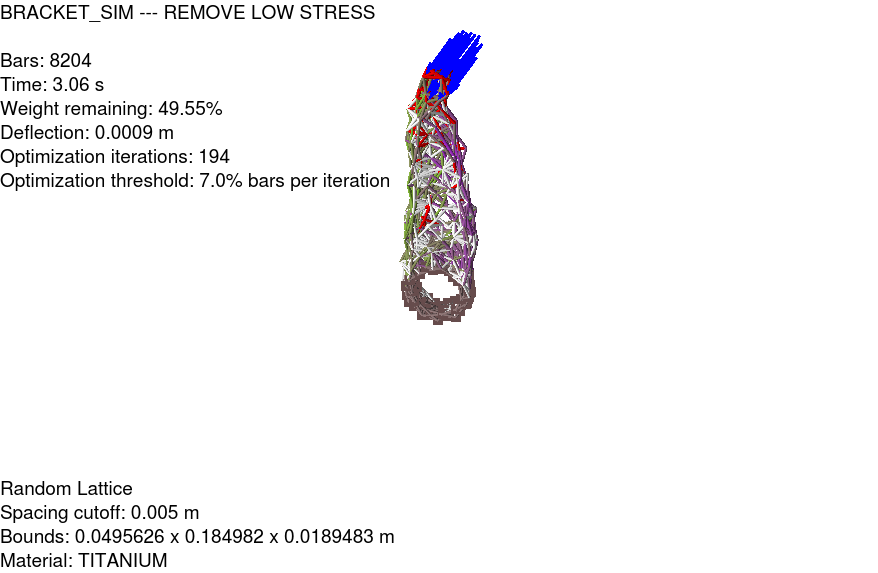 BRACKET_SIM --- REMOVE LOW STRESS
Bars: 8204
Time: 3.06 s
Weight remaining: 49.55%
Deflection: 0.0009 m
Optimization iterations: 194
Optimization threshold: 7.0% bars per iteration
Random Lattice
Spacing cutoff: 0.005 m
Bounds: 0.0495626 x 0.184982 x 0.0189483 m
Material: TITANIUM